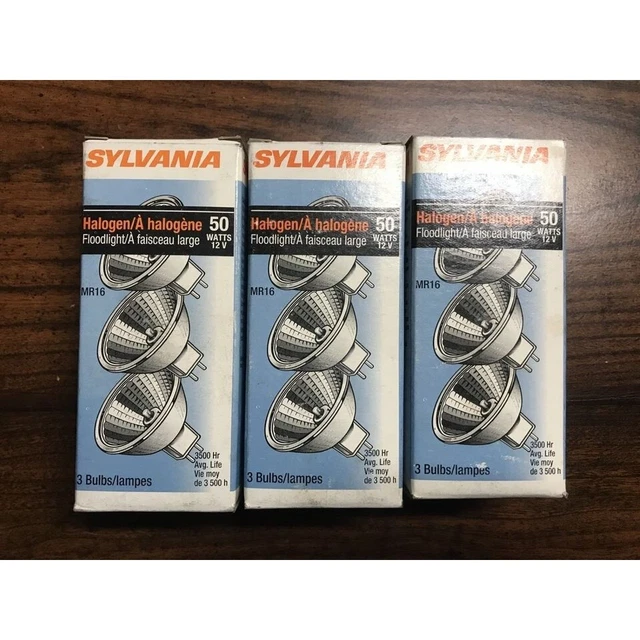 SYLVANIA
Halogen/À halogène 50
Floodlight/À faisceau large WATTS
12 V
MR16
3500 Hr
Avg. Life
Vie moy
de 3 500 h
3 Bulbs/lampes
SYLVANIA
Halogen/À halogène 50
Floodlight/À faisceau large WATTS
12 V
MR16
3500 Hr
Avg. Life
Vie moy
de 3 500 h
3 Bulbs/lampes
SYLVANIA
Halogen/À halogène 50
Floodlight/À faisceau large WATTS
12 V
MR16
3500 Hr
Avg. Life
Vie moy
de 3 500 h
3 Bulbs/lampes